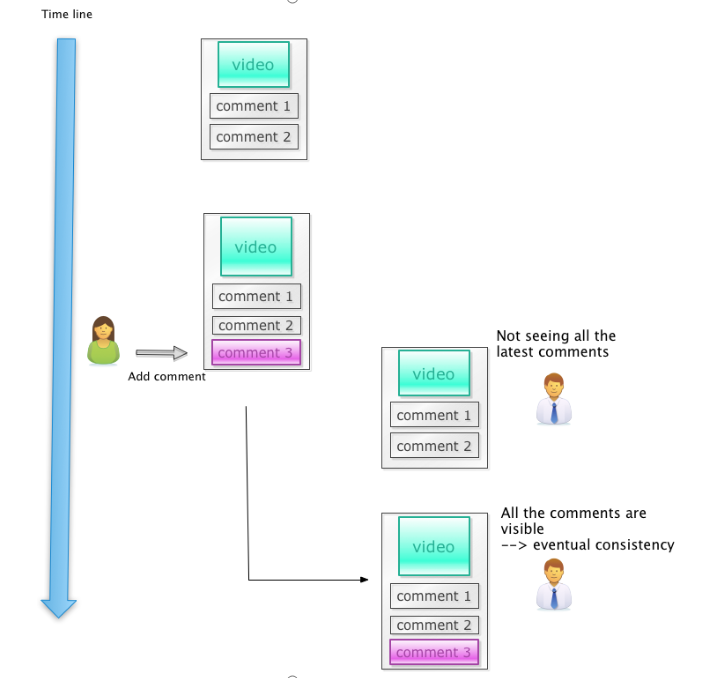 Time line
video
comment 1
comment 2
video
comment 1
comment 2
comment 3
Add comment
Not seeing all the
latest comments
video
comment 1
comment 2
All the comments are
visible
--> eventual consistency
video
comment 1
comment 2
comment 3